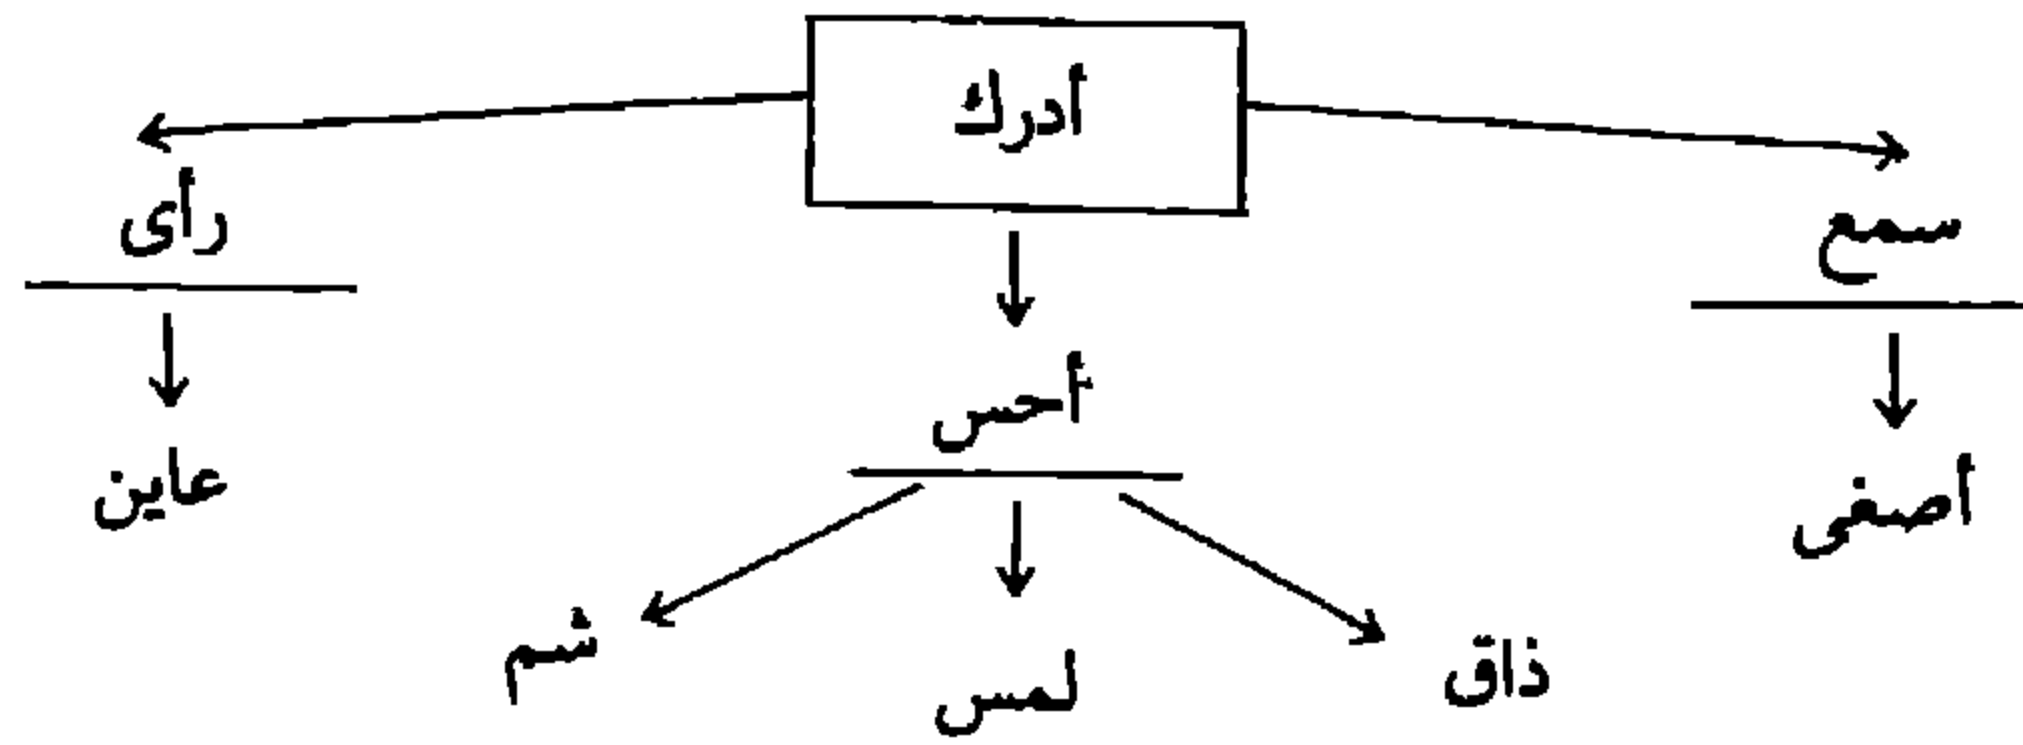 أدرك
سمع
رأى
أحس
أصغى
عاين
ذاق
لمس
شم